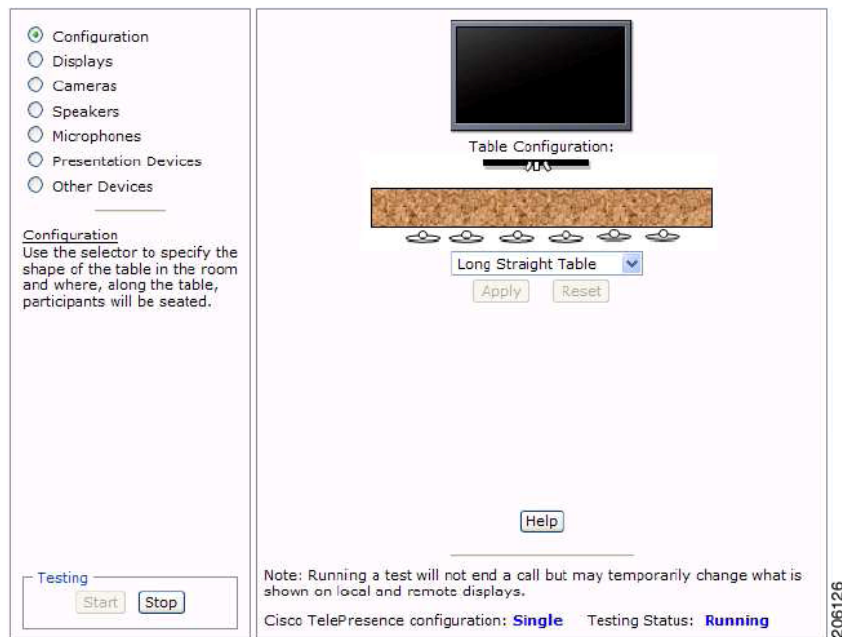 Configuration
Displays
Cameras
Speakers
Microphones
Presentation Devices
Other Devices
Configuration
Use the selector to specify the
shape of the table in the room
and where, along the table,
participants will be seated.
Testing
Start Stop
Table Configuration:
Long Straight Table
Apply Reset
Help
Note: Running a test will not end a call but may temporarily change what is
shown on local and remote displays.
Cisco TelePresence configuration: Single Testing Status: Running
206126